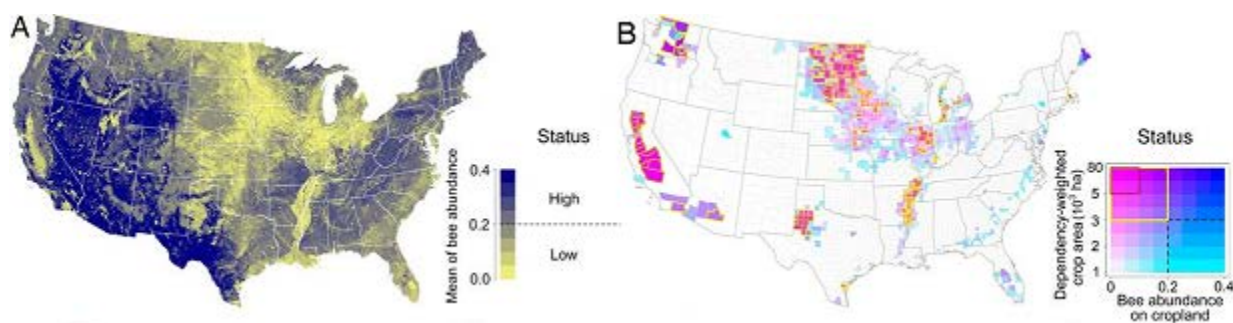 A
Status
0.4
High
0.2
Low
0.0
Mean of bee abundance
B
Status
80
5
3
2
1
Dependency-weighted
crop area (10³ ha)
0
0.2
0.4
Bee abundance
on cropland